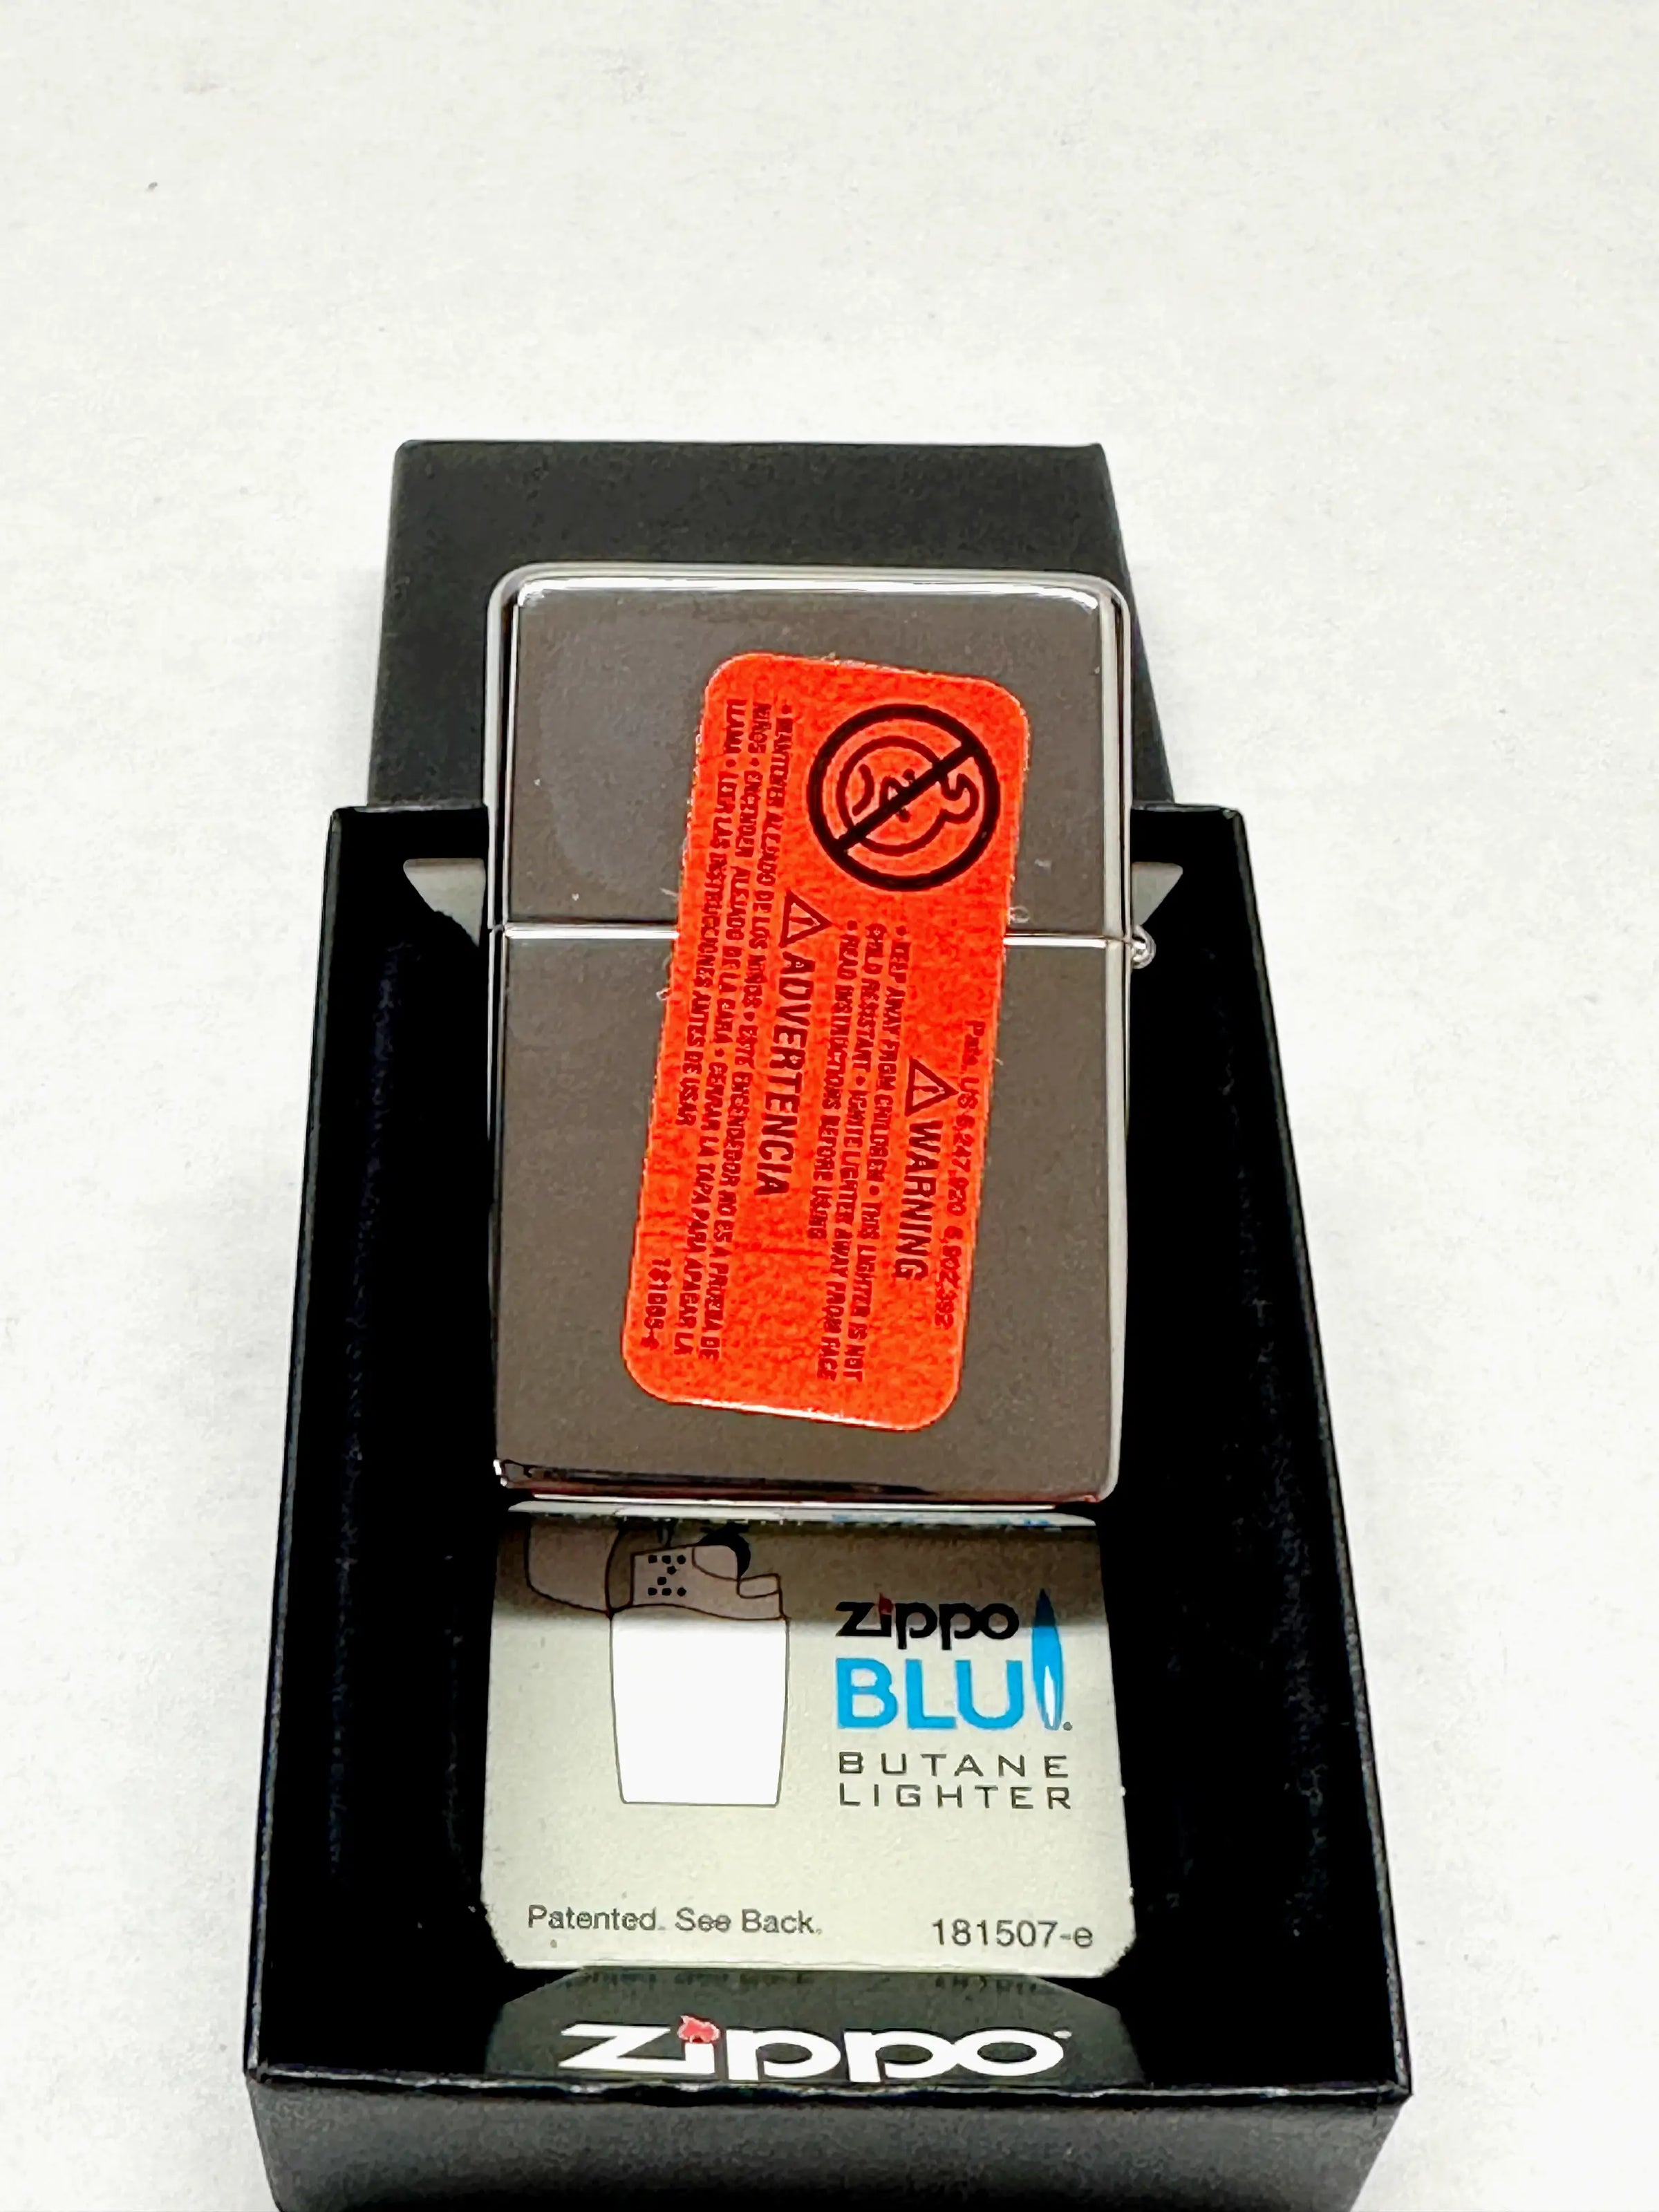 Pats. US 6,247,920 6,902,392
WARNING
• KEEP AWAY FROM CHILDREN • THIS LIGHTER IS NOT
CHILD RESISTANT • IGNITE LIGHTER AWAY FROM FACE
• READ INSTRUCTIONS BEFORE USING
ADVERTENCIA
• MANTENER ALEJADO DE LOS NIÑOS • ESTE ENCENDEDOR NO ES A PRUEBA DE
NIÑOS • ENCENDER ALEJADO DE LA CARA • CERRAR LA TAPA PARA APAGAR LA
LLAMA • LEER LAS INSTRUCCIONES ANTES DE USAR
zippo
BLU
BUTANE
LIGHTER
Patented. See Back.
181507-e
zippo